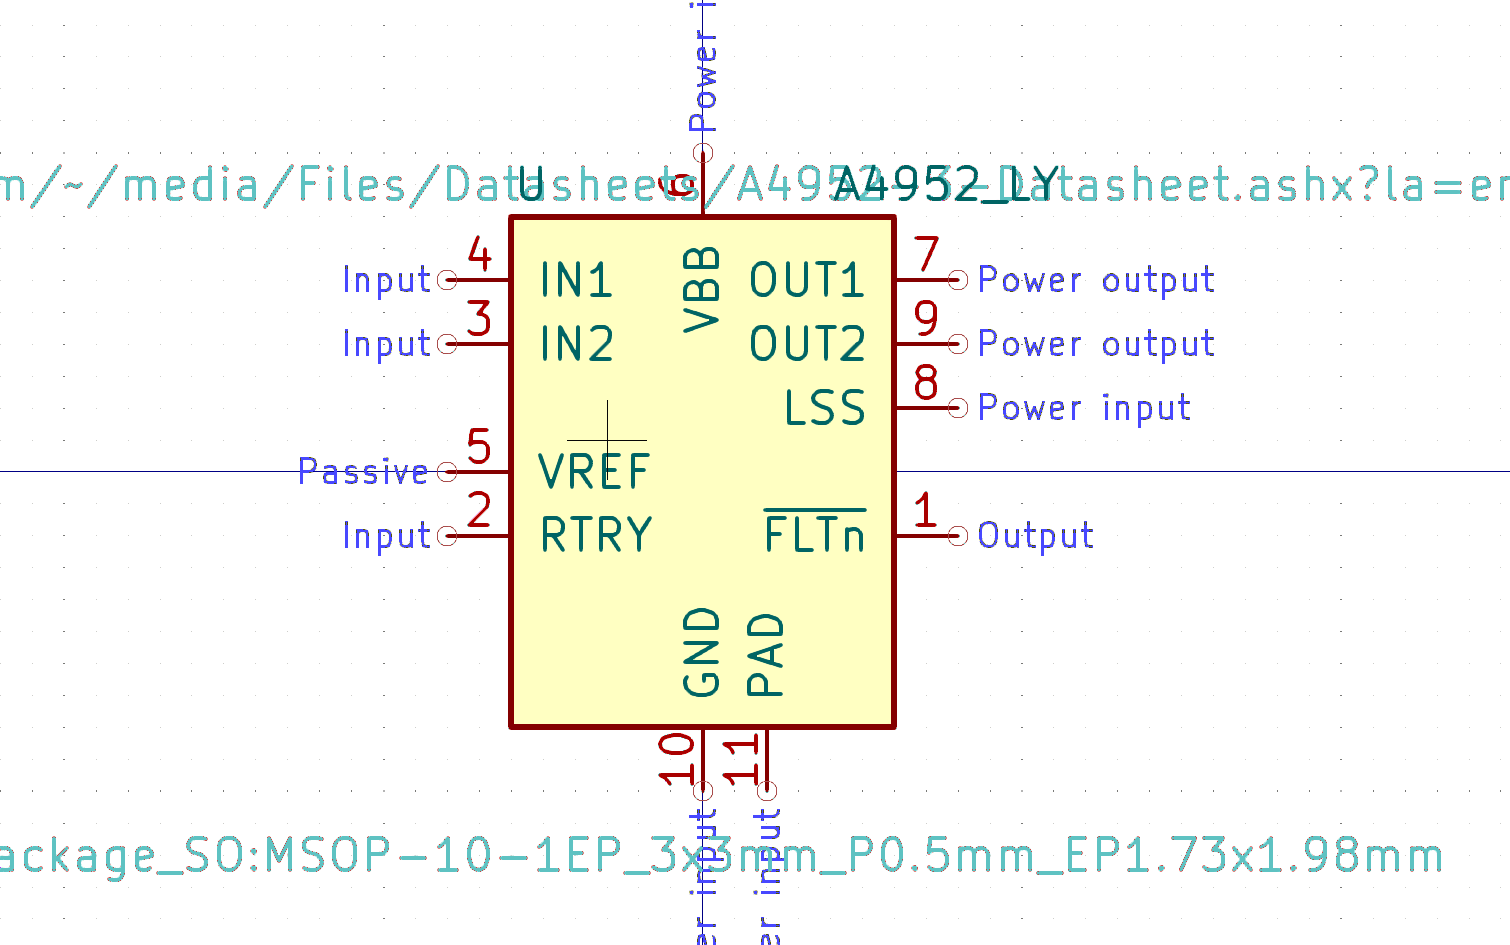 Power i
m/~/media/Files/Datasheets/A4952-3-Datasheet.ashx?la=en
U
6
A4952_LY
VBB
4
Input
IN1
3
Input
IN2
5
Passive
VREF
2
Input
RTRY
OUT1
7
Power output
OUT2
9
Power output
LSS
8
Power input
FLTn
1
Output
GND
PAD
10
11
er input
er input
ackage_SO:MSOP-10-1EP_3x3mm_P0.5mm_EP1.73x1.98mm